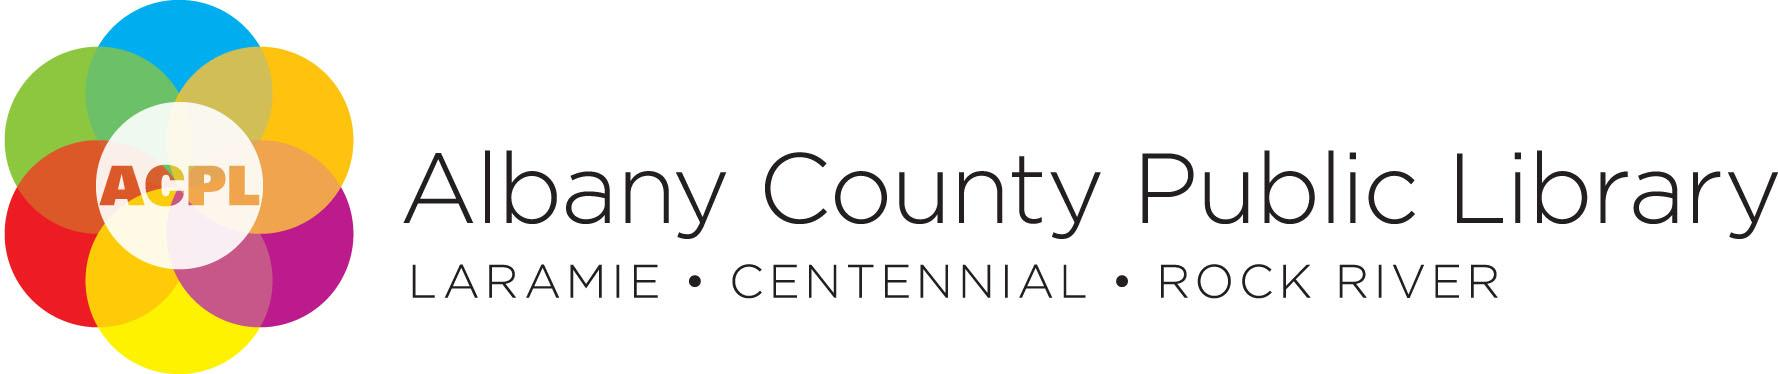 ACPL
Albany County Public Library
LARAMIE • CENTENNIAL • ROCK RIVER